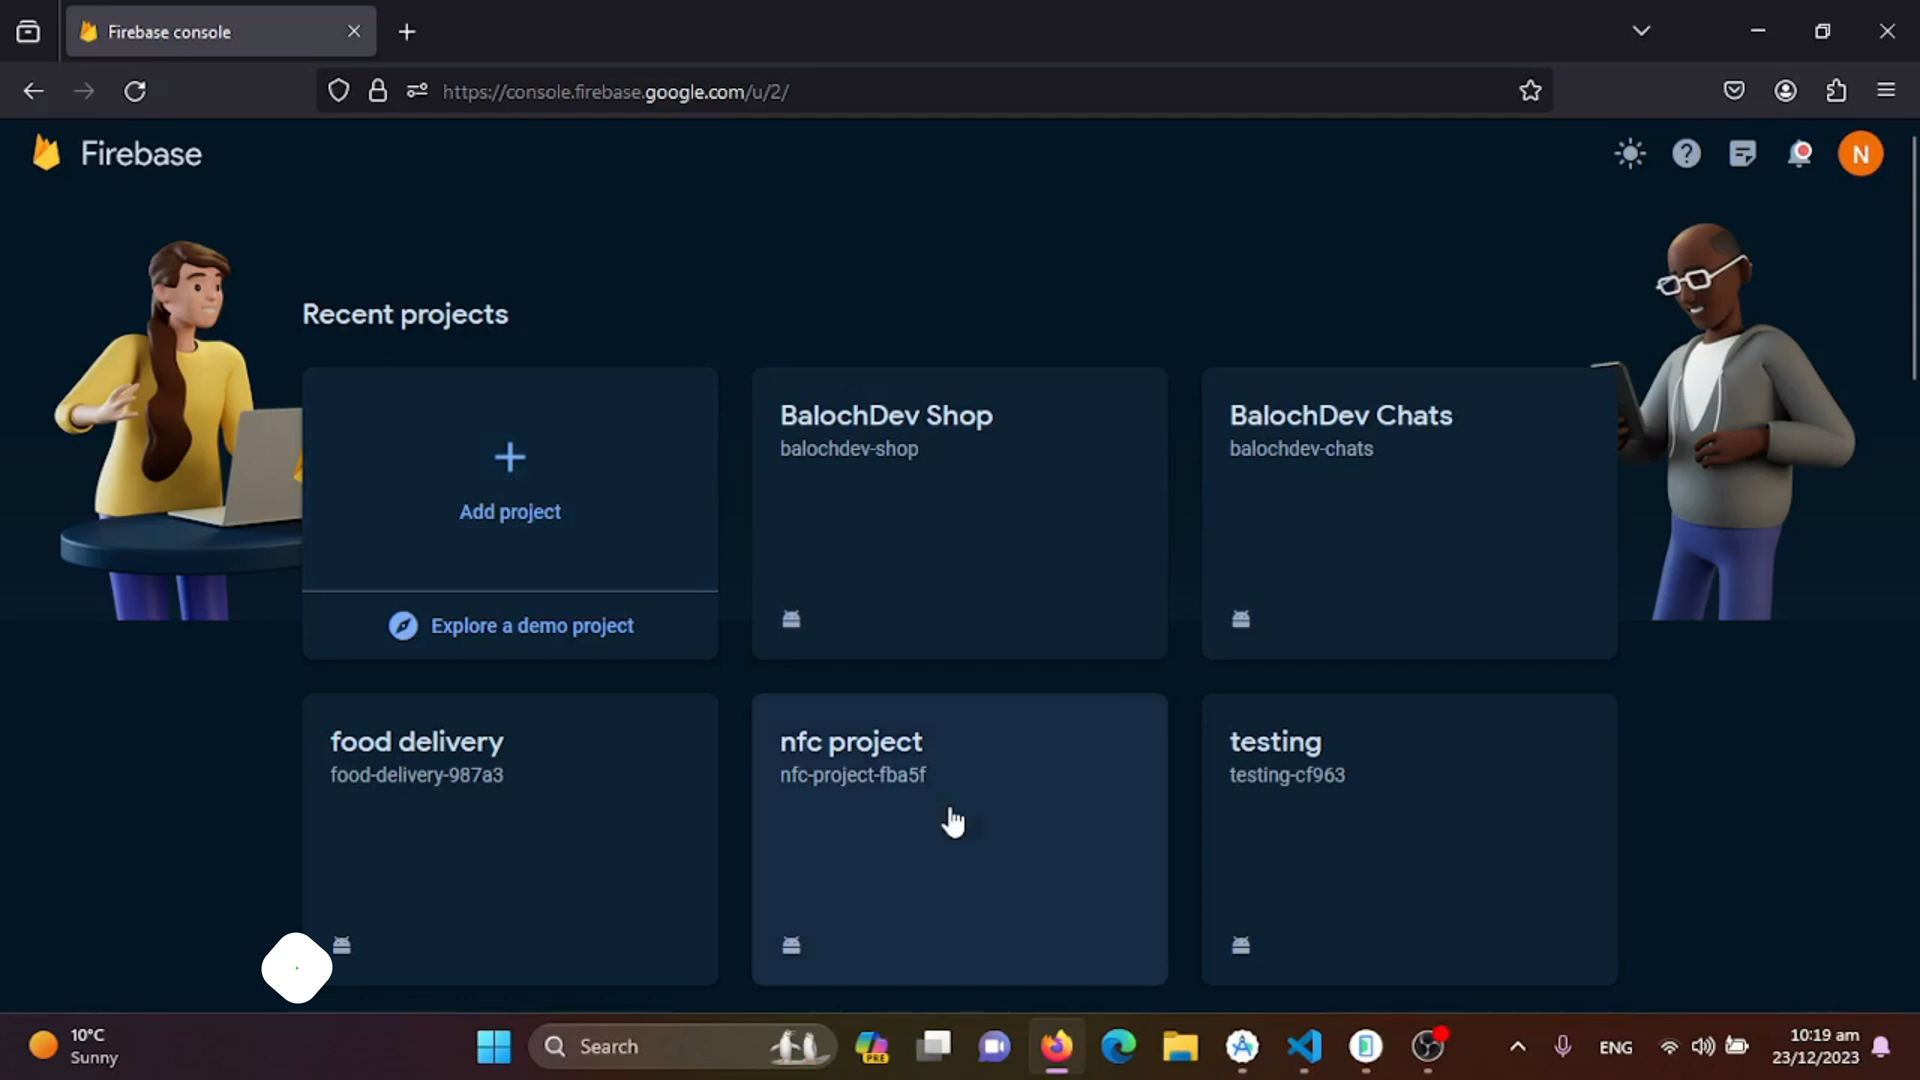 Firebase console
https://console.firebase.google.com/u/2/
Firebase
N
Recent projects
Add project
Explore a demo project
BalochDev Shop
balochdev-shop
BalochDev Chats
balochdev-chats
food delivery
food-delivery-987a3
nfc project
nfc-project-fba5f
testing
testing-cf963
10°C
Sunny
Search
PRE
ENG
10:19 am
23/12/2023